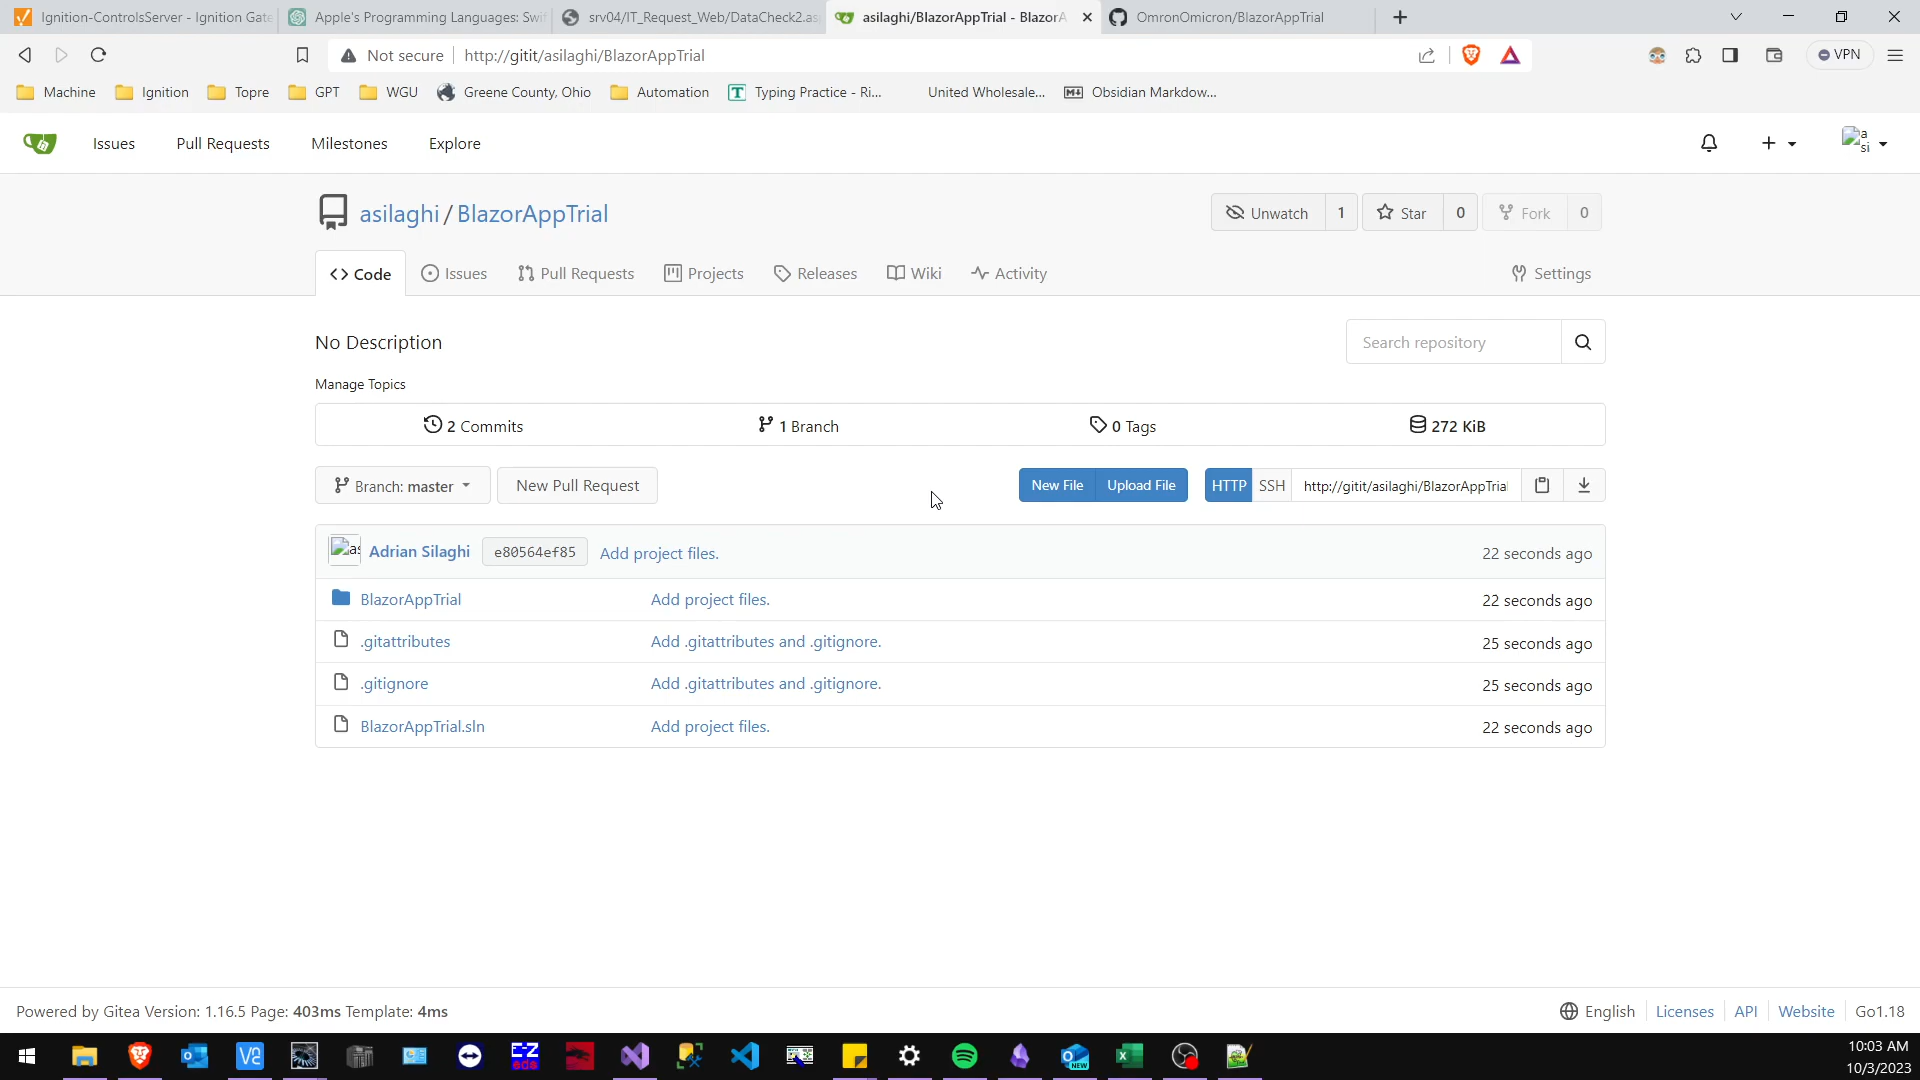 Ignition-ControlsServer - Ignition Gate
Apple's Programming Languages: Swif
srv04/IT_Request_Web/DataCheck2.as
asilaghi/BlazorAppTrial - BlazorA
OmronOmicron/BlazorAppTrial
Not secure
http://gitit/asilaghi/BlazorAppTrial
VPN
Machine
Ignition
Topre
GPT
WGU
Greene County, Ohio
Automation
Typing Practice - Ri...
United Wholesale...
Obsidian Markdow...
Issues
Pull Requests
Milestones
Explore
a
si
asilaghi/BlazorAppTrial
Unwatch 1
Star 0
Fork 0
Code
Issues
Pull Requests
Projects
Releases
Wiki
Activity
Settings
No Description
Search repository
Manage Topics
2 Commits
1 Branch
0 Tags
272 KiB
Branch: master
New Pull Request
New File
Upload File
HTTP
SSH
http://gitit/asilaghi/BlazorAppTrial
as
Adrian Silaghi
e80564ef85
Add project files.
22 seconds ago
BlazorAppTrial
Add project files.
22 seconds ago
.gitattributes
Add .gitattributes and .gitignore.
25 seconds ago
.gitignore
Add .gitattributes and .gitignore.
25 seconds ago
BlazorAppTrial.sln
Add project files.
22 seconds ago
Powered by Gitea Version: 1.16.5 Page: 403ms Template: 4ms
English
Licenses
API
Website
Go1.18
E-Z
eds
NEW
10:03 AM
10/3/2023